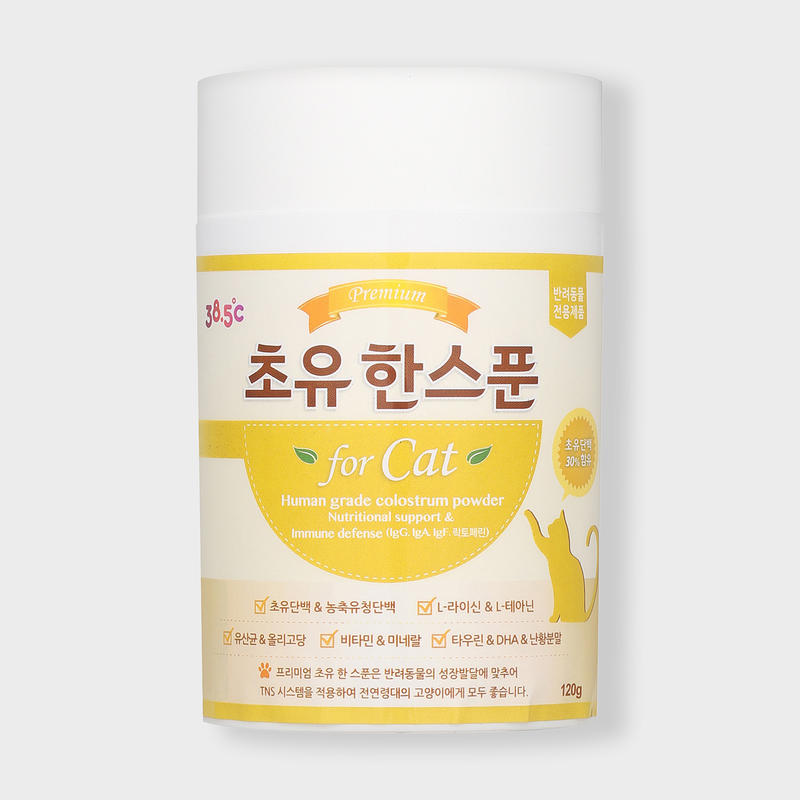 Premium
38.5℃
반려동물
전용제품
초유 한스푼
for Cat
초유단백
30% 함유
Human grade colostrum powder
Nutritional support &
Immune defense (IgG. IgA. IgF. 락토페린)
초유단백 & 농축유청단백
L-라이신 & L-테아닌
유산균 & 올리고당
비타민 & 미네랄
타우린 & DHA & 난황분말
프리미엄 초유 한 스푼은 반려동물의 성장발달에 맞추어
TNS 시스템을 적용하여 전연령대의 고양이에게 모두 좋습니다.
120g